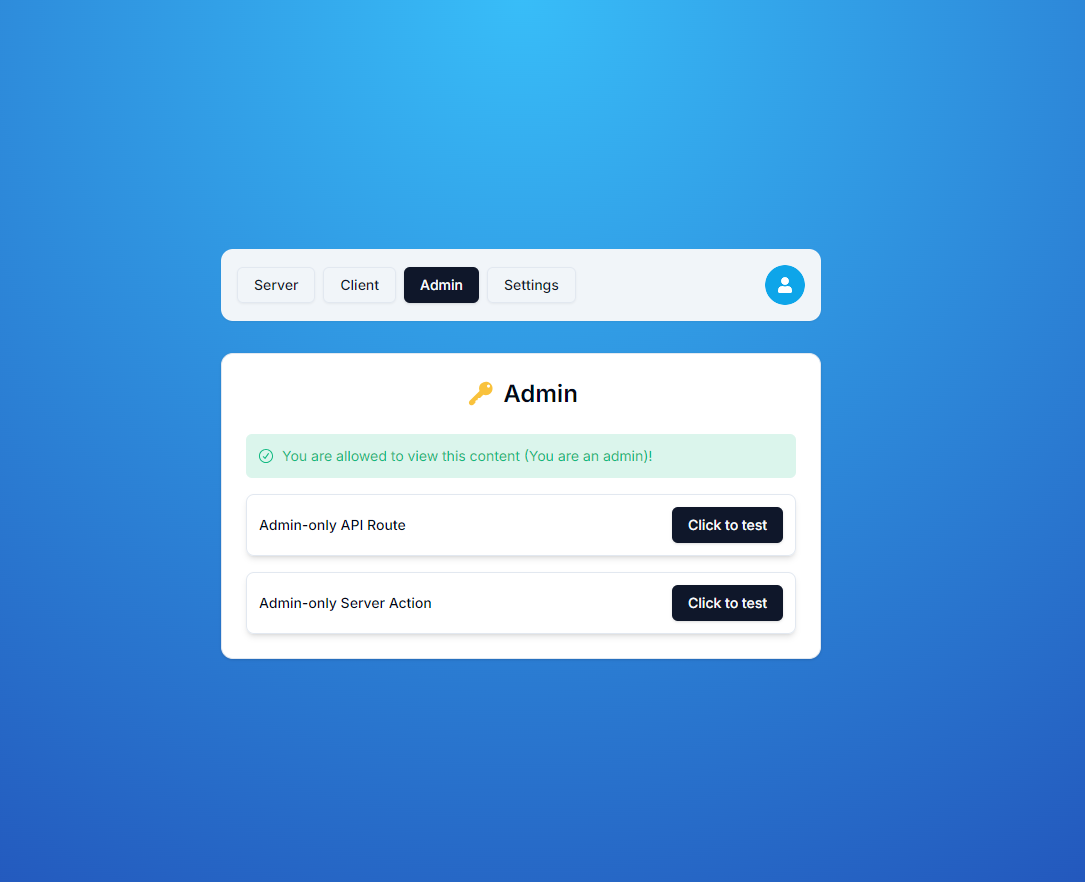 Server
Client
Admin
Settings
Admin
You are allowed to view this content (You are an admin)!
Admin-only API Route
Click to test
Admin-only Server Action
Click to test